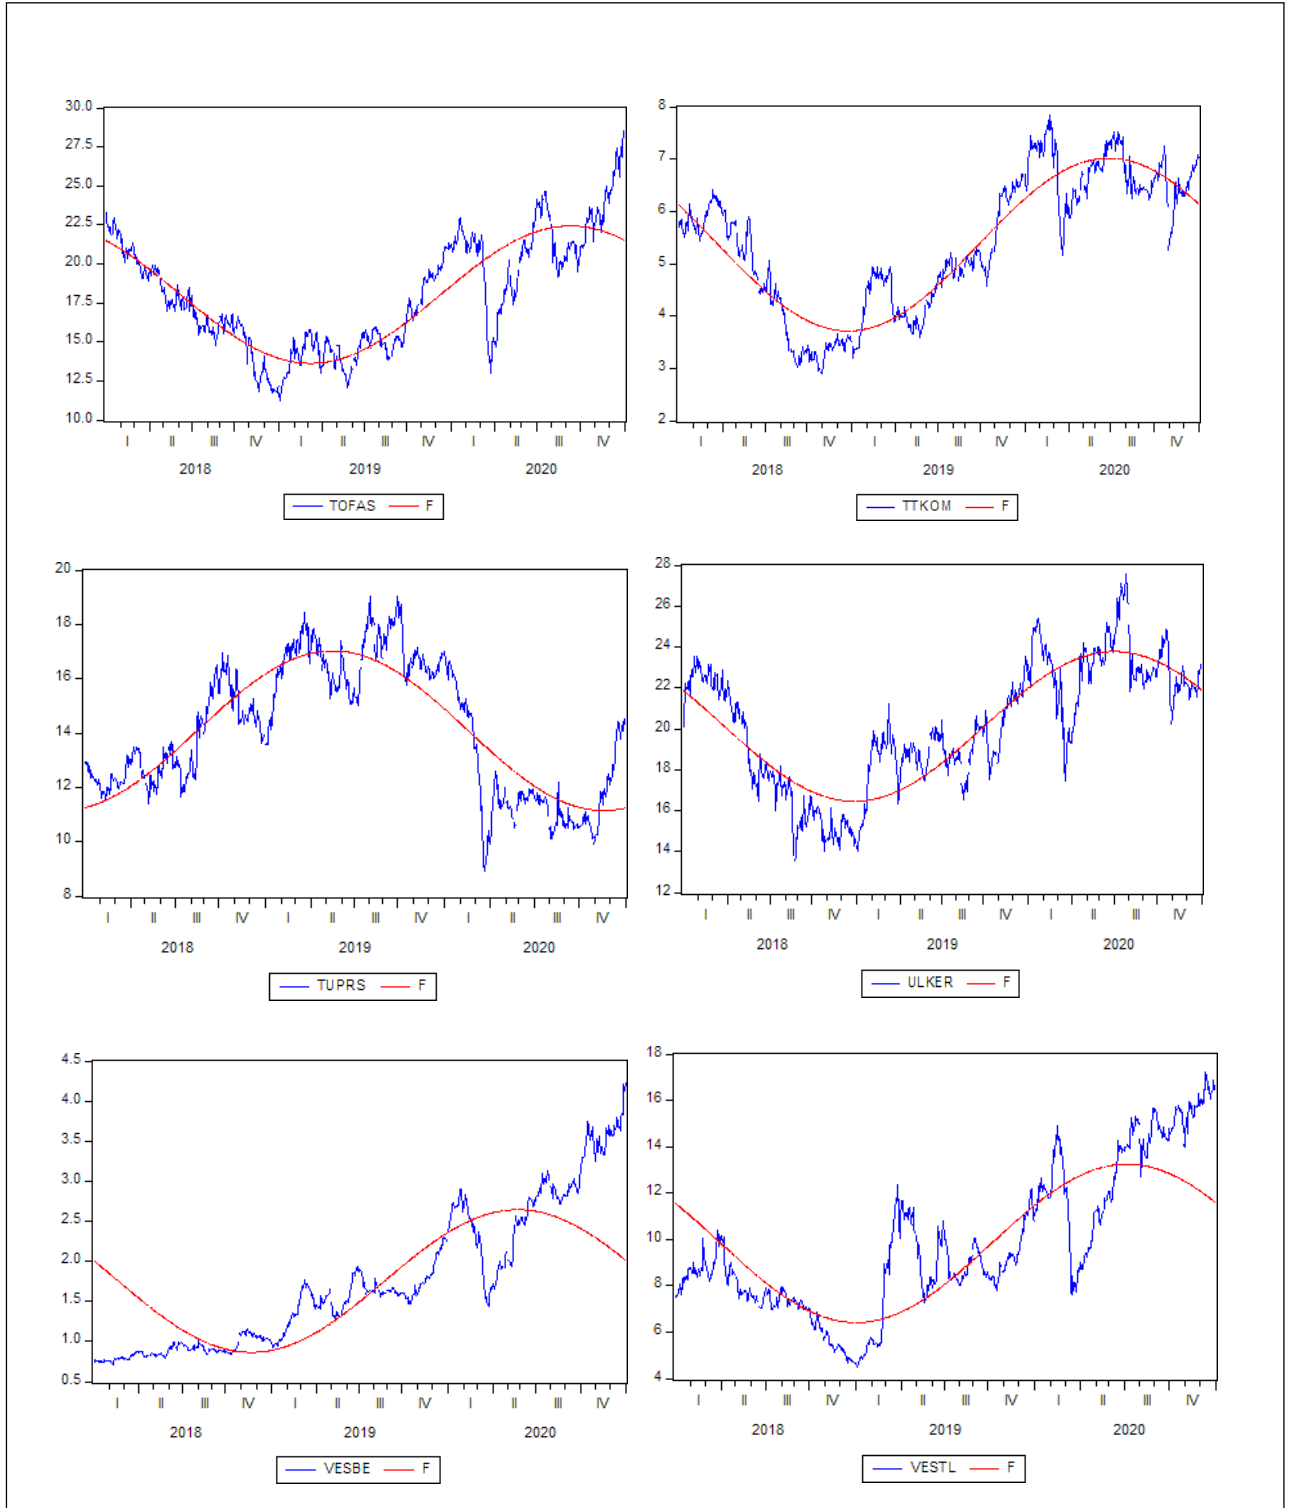 30.0
27.5
25.0
22.5
20.0
17.5
15.0
12.5
10.0
I II III IV I II III IV I II III IV
2018 2019 2020
TOFAS F
8
7
6
5
4
3
2
I II III IV I II III IV I II III IV
2018 2019 2020
TTKOM F
20
18
16
14
12
10
8
I II III IV I II III IV I II III IV
2018 2019 2020
TUPRS F
28
26
24
22
20
18
16
14
12
I II III IV I II III IV I II III IV
2018 2019 2020
ULKER F
4.5
4.0
3.5
3.0
2.5
2.0
1.5
1.0
0.5
I II III IV I II III IV I II III IV
2018 2019 2020
VESBE F
18
16
14
12
10
8
6
4
I II III IV I II III IV I II III IV
2018 2019 2020
VESTL F